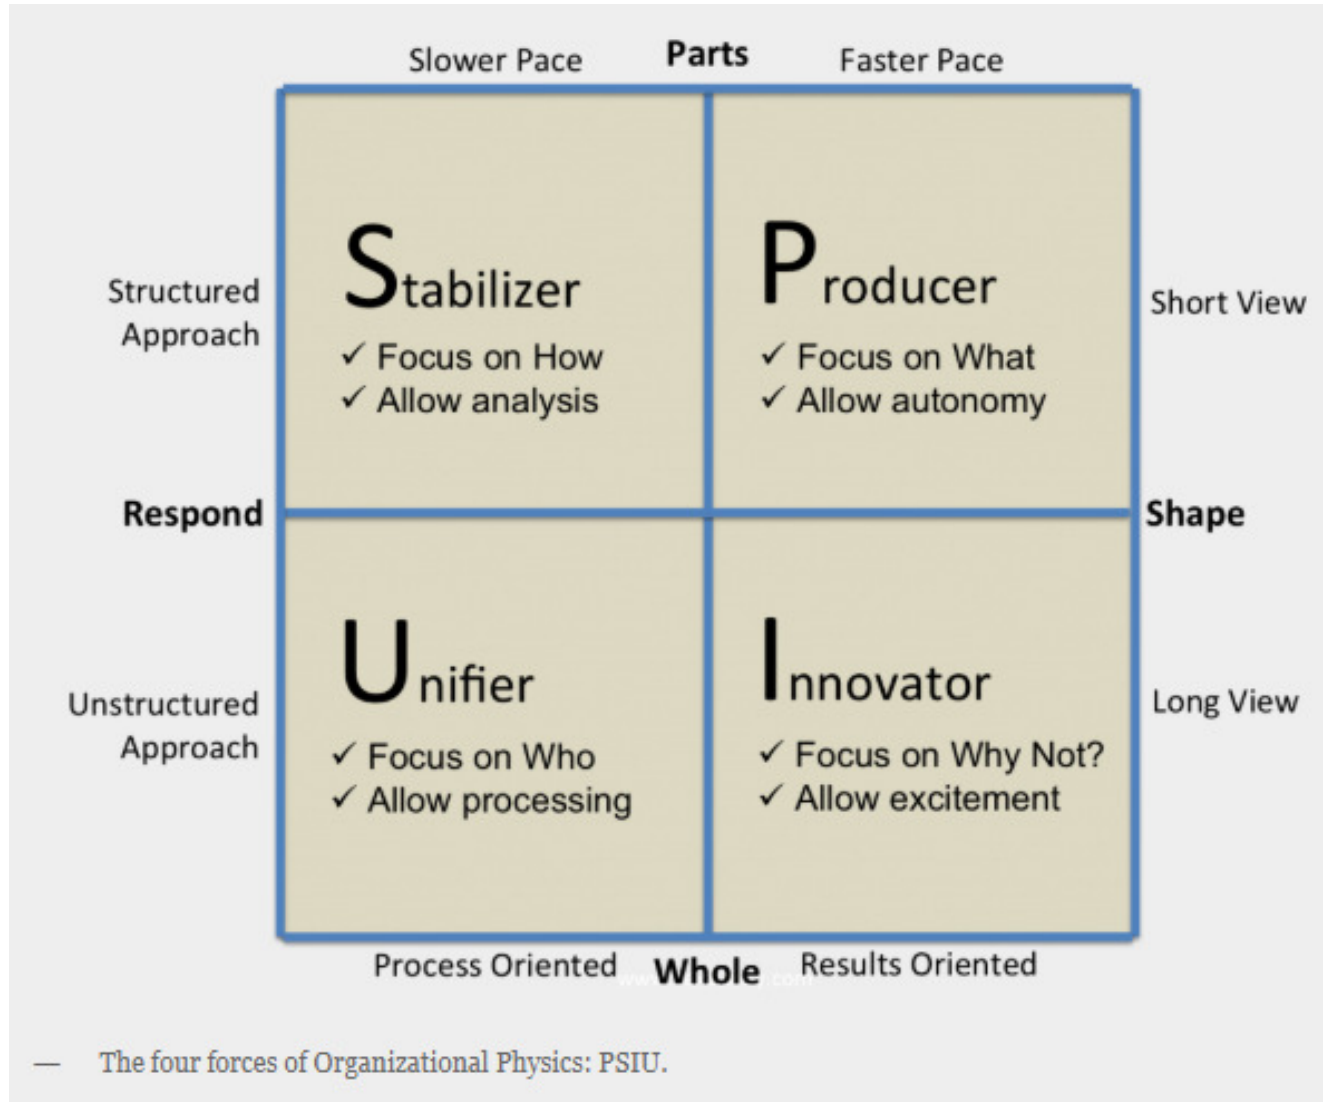 Slower Pace Parts Faster Pace
Stabilizer Producer
Structured
Approach
Short View
✓ Focus on How
✓ Allow analysis
✓ Focus on What
✓ Allow autonomy
Respond Shape
Unifier Innovator
Unstructured
Approach
Long View
✓ Focus on Who
✓ Allow processing
✓ Focus on Why Not?
✓ Allow excitement
Process Oriented Whole Results Oriented
— The four forces of Organizational Physics: PSIU.